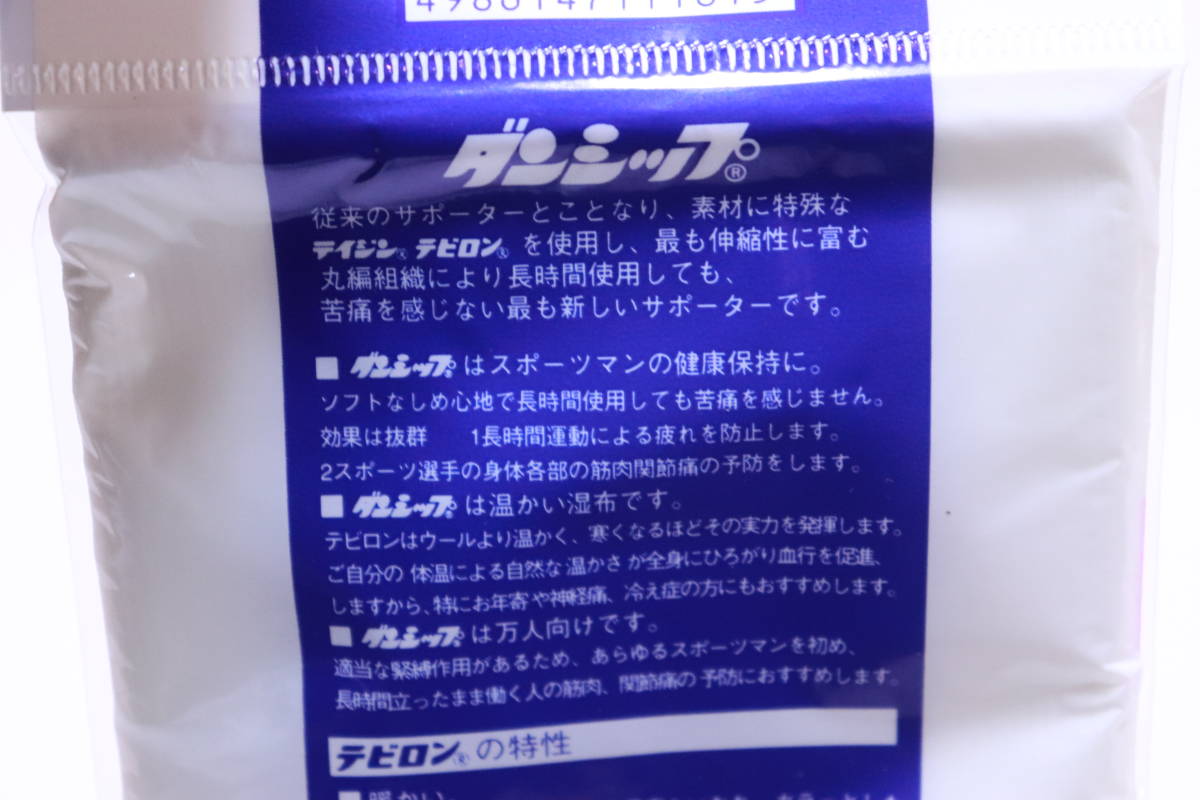 ダンシップ®
従来のサポーターとことなり、素材に特殊な
テイジン® テビロン® を使用し、最も伸縮性に富む
丸編組織により長時間使用しても、
苦痛を感じない最も新しいサポーターです。
■ ダンシップ® はスポーツマンの健康保持に。
ソフトなしめ心地で長時間使用しても苦痛を感じません。
効果は抜群 1長時間運動による疲れを防止します。
2スポーツ選手の身体各部の筋肉関節痛の予防をします。
■ ダンシップ® は温かい湿布です。
テビロンはウールより温かく、寒くなるほどその実力を発揮します。
ご自分の 体温による自然な 温かさ が全身にひろがり血行を促進、
しますから、特にお年寄や神経痛、冷え症の方にもおすすめします。
■ ダンシップ® は万人向けです。
適当な緊縛作用があるため、あらゆるスポーツマンを初め、
長時間立ったまま働く人の筋肉、関節痛の予防におすすめします。
テビロン® の特性
■暖かい。